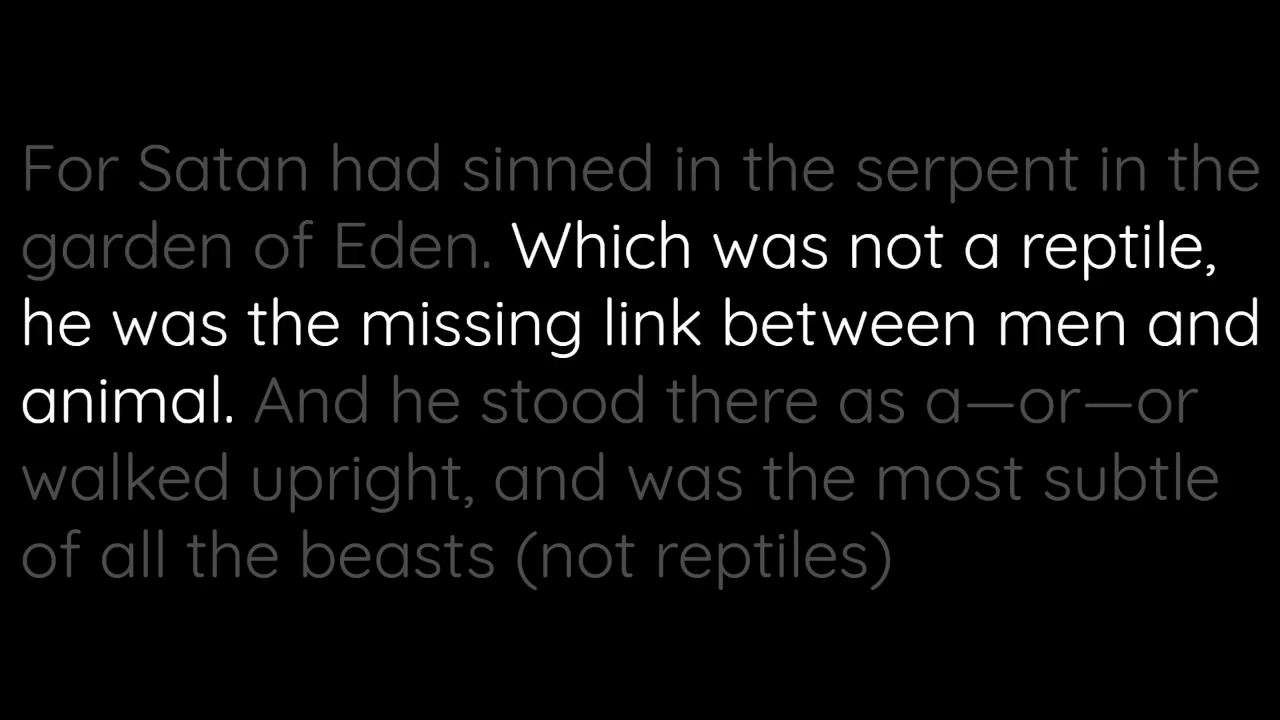 For Satan had sinned in the serpent in the
garden of Eden. Which was not a reptile,
he was the missing link between men and
animal. And he stood there as a—or—or
walked upright, and was the most subtle
of all the beasts (not reptiles)